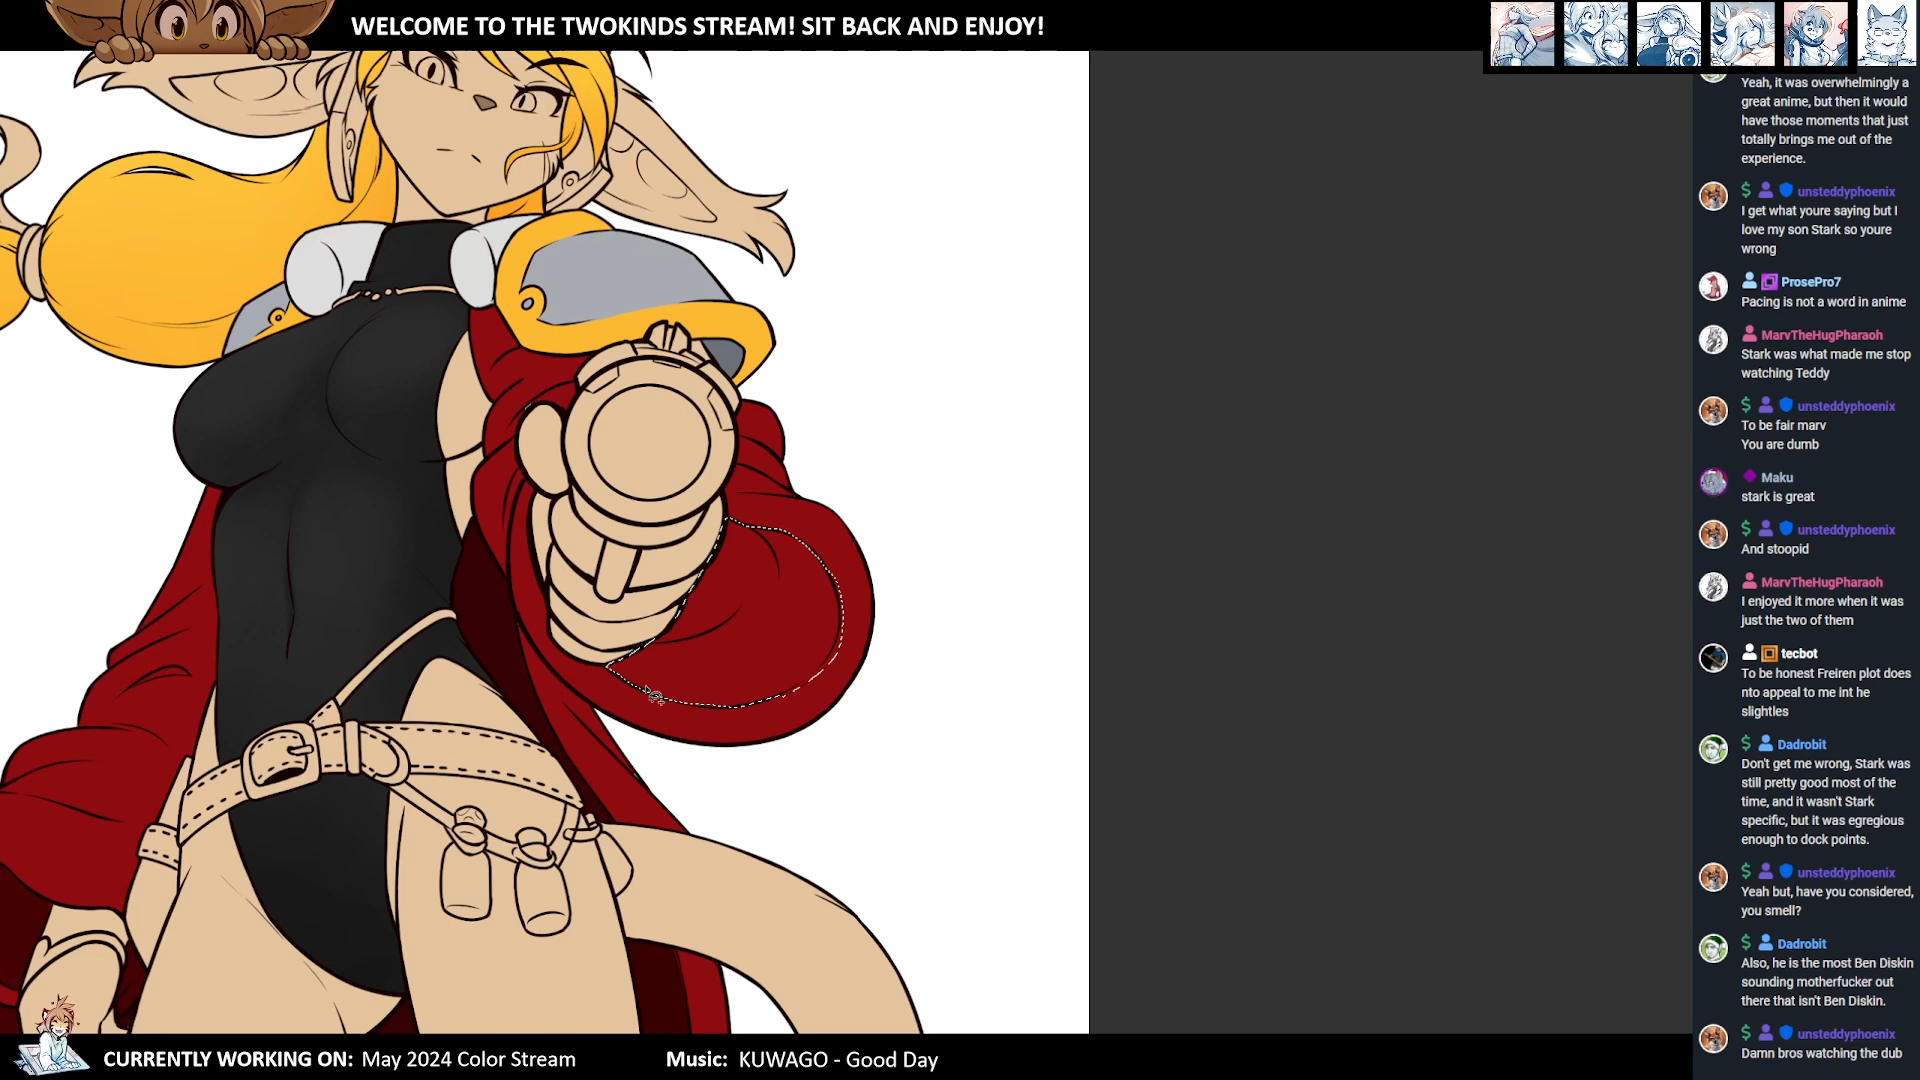 WELCOME TO THE TWOKINDS STREAM! SIT BACK AND ENJOY!
Yeah, it was overwhelmingly a
great anime, but then it would
have those moments that just
totally brings me out of the
experience.
unsteddyphoenix
I get what youre saying but I
love my son Stark so youre
wrong
ProsePro7
Pacing is not a word in anime
MarvTheHugPharaoh
Stark was what made me stop
watching Teddy
unsteddyphoenix
To be fair marv
You are dumb
Maku
stark is great
unsteddyphoenix
And stoopid
MarvTheHugPharaoh
I enjoyed it more when it was
just the two of them
tecbot
To be honest Freiren plot does
nto appeal to me int he
slightles
Dadrobit
Don't get me wrong, Stark was
still pretty good most of the
time, and it wasn't Stark
specific, but it was egregious
enough to dock points.
unsteddyphoenix
Yeah but, have you considered,
you smell?
Dadrobit
Also, he is the most Ben Diskin
sounding motherfucker out
there that isn't Ben Diskin.
unsteddyphoenix
Damn bros watching the dub
CURRENTLY WORKING ON: May 2024 Color Stream
Music: KUWAGO - Good Day